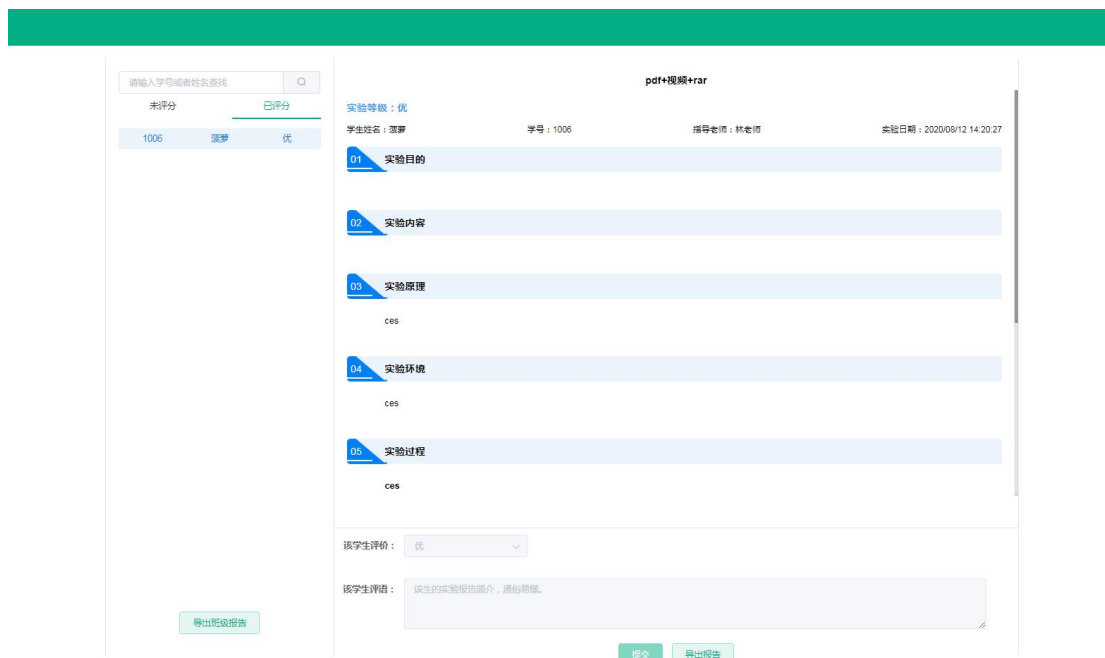 请输入学号或者姓名查找
未评分 已评分
1006 菠萝 优
导出班级报告
pdf+视频+rar
实验等级：优
学生姓名：菠萝 学号：1006 指导老师：林老师 实验日期：2020/08/12 14:20:27
01 实验目的
02 实验内容
03 实验原理
ces
04 实验环境
ces
05 实验过程
ces
该学生评价： 优
该学生评语： 该生的实验报告简介，通俗易懂。
提交 导出报告